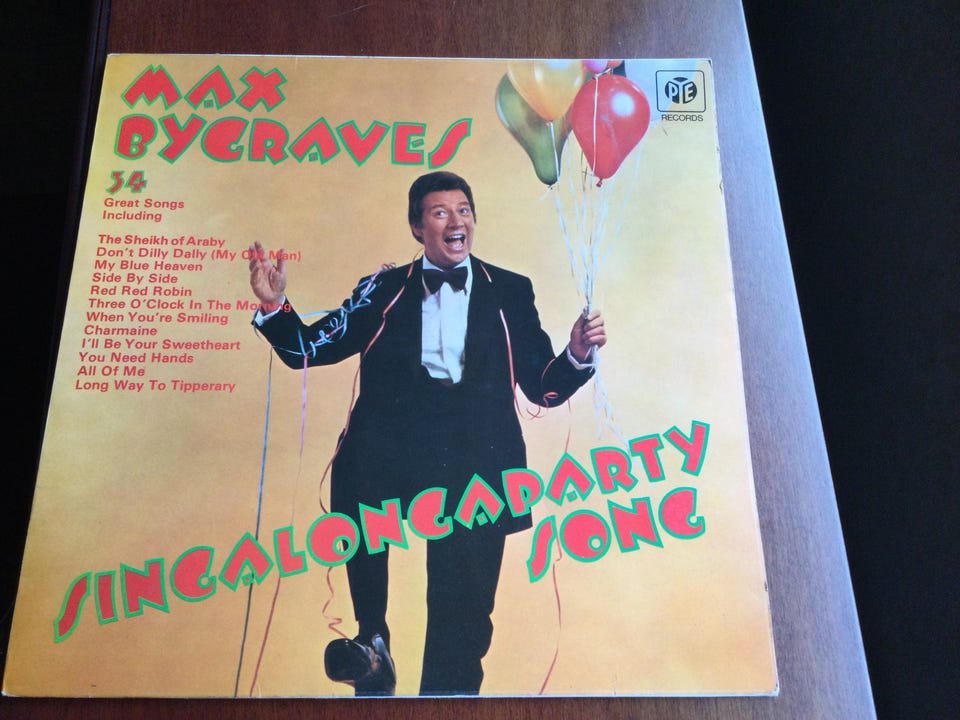 MAX
BYGRAVES
34
Great Songs
Including
The Sheikh of Araby
Don't Dilly Dally (My Old Man)
My Blue Heaven
Side By Side
Red Red Robin
Three O'Clock In The Morning
When You're Smiling
Charmaine
I'll Be Your Sweetheart
You Need Hands
All Of Me
Long Way To Tipperary
PYE
RECORDS
SINGALONGAPARTY
SONG